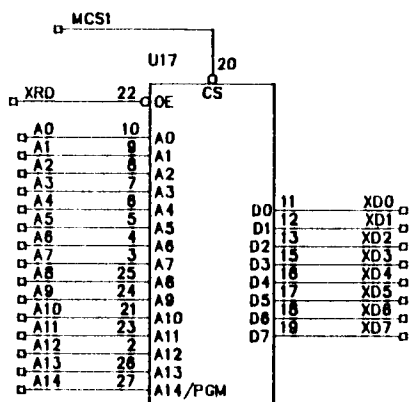 MCS1
U17 20
CS
XRD 22 OE
A0 10 A0
A1 9 A1
A2 8 A2
A3 7 A3
A4 6 A4
A5 5 A5
A6 4 A6
A7 3 A7
A8 25 A8
A9 24 A9
A10 21 A10
A11 23 A11
A12 2 A12
A13 26 A13
A14 27 A14/PGM
D0 11 XD0
D1 12 XD1
D2 13 XD2
D3 15 XD3
D4 16 XD4
D5 17 XD5
D6 18 XD6
D7 19 XD7